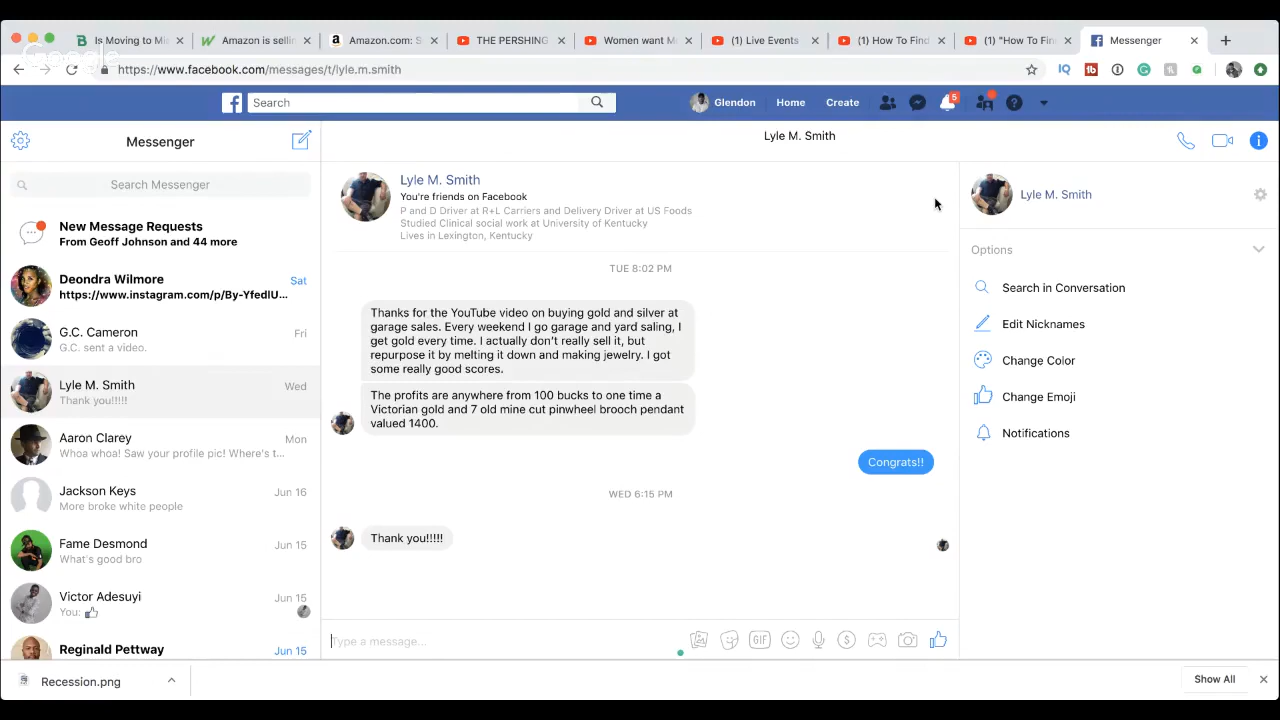 Is Moving to Mia
Amazon is sellin
Amazon.com: S
THE PERSHING
Women want M
(1) Live Events
(1) How To Find
(1) "How To Fin
Messenger
Google
https://www.facebook.com/messages/t/lyle.m.smith
Search
Glendon
Home
Create
5
Messenger
Lyle M. Smith
Search Messenger
New Message Requests
From Geoff Johnson and 44 more
Deondra Wilmore
Sat
https://www.instagram.com/p/By-YfedlU...
G.C. Cameron
Fri
G.C. sent a video.
Lyle M. Smith
Wed
Thank you!!!!!
Aaron Clarey
Mon
Whoa whoa! Saw your profile pic! Where's t...
Jackson Keys
Jun 16
More broke white people
Fame Desmond
Jun 15
What's good bro
Victor Adesuyi
Jun 15
You:
Reginald Pettway
Jun 15
Lyle M. Smith
You're friends on Facebook
P and D Driver at R+L Carriers and Delivery Driver at US Foods
Studied Clinical social work at University of Kentucky
Lives in Lexington, Kentucky
TUE 8:02 PM
Thanks for the YouTube video on buying gold and silver at
garage sales. Every weekend I go garage and yard saling, I
get gold every time. I actually don't really sell it, but
repurpose it by melting it down and making jewelry. I got
some really good scores.
The profits are anywhere from 100 bucks to one time a
Victorian gold and 7 old mine cut pinwheel brooch pendant
valued 1400.
Congrats!!
WED 6:15 PM
Thank you!!!!!
Type a message...
GIF
Lyle M. Smith
Options
Search in Conversation
Edit Nicknames
Change Color
Change Emoji
Notifications
Recession.png
Show All